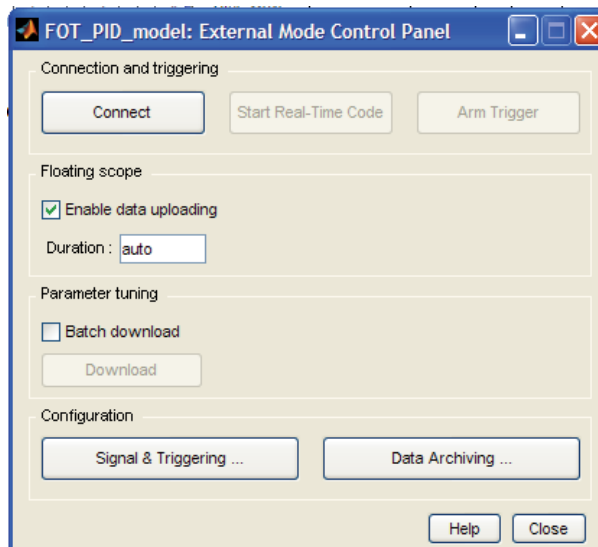 FOT_PID_model: External Mode Control Panel
Connection and triggering
Connect Start Real-Time Code Arm Trigger
Floating scope
Enable data uploading
Duration : auto
Parameter tuning
Batch download
Download
Configuration
Signal & Triggering ... Data Archiving ...
Help Close